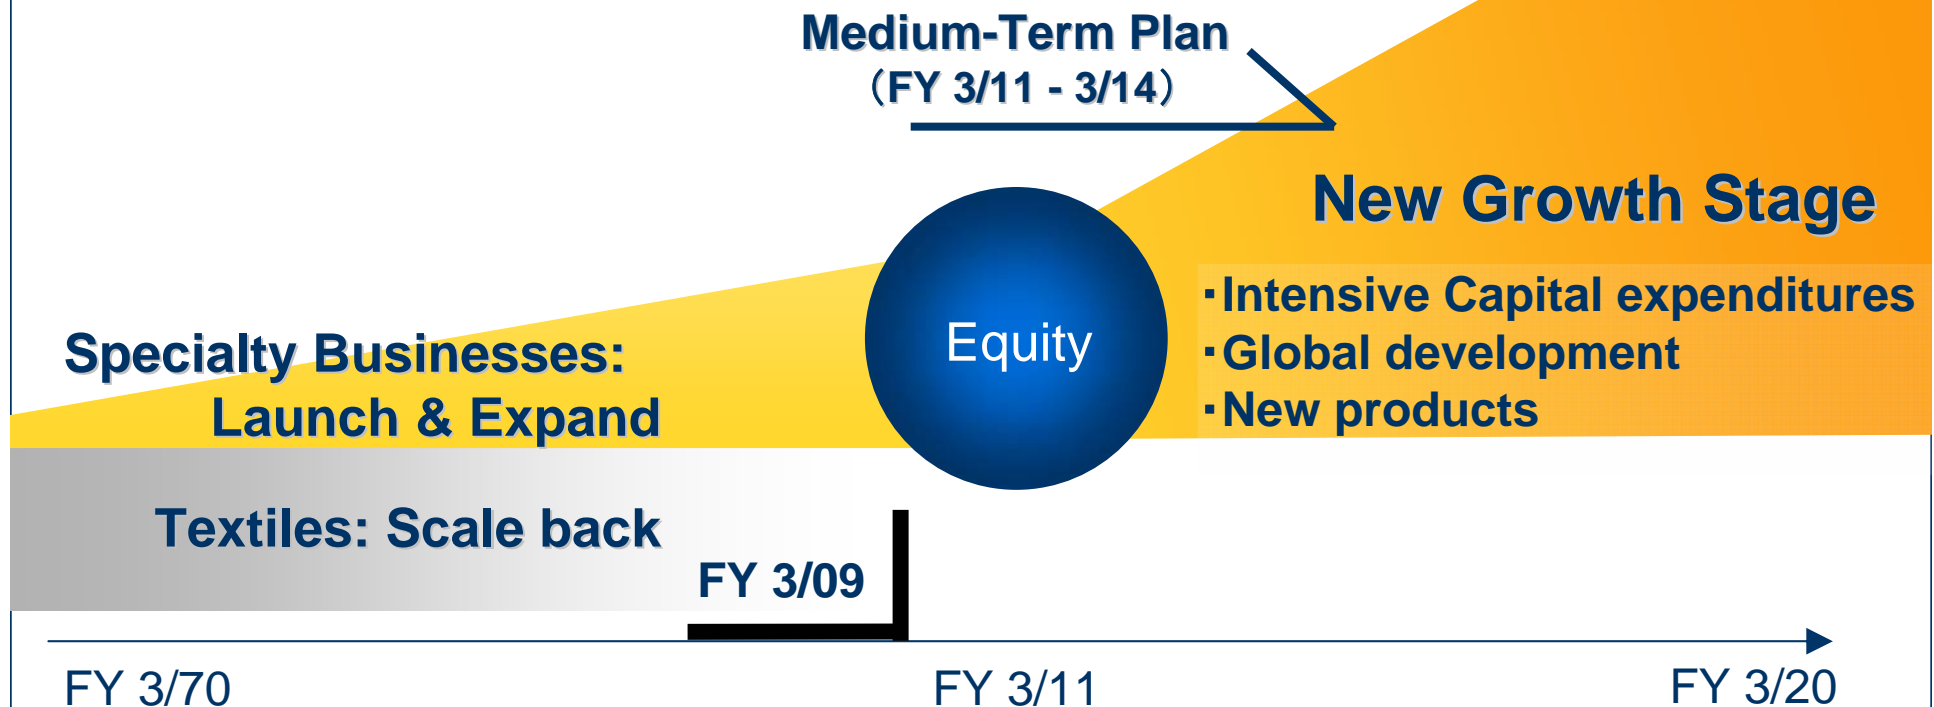 Medium-Term Plan
（FY 3/11 - 3/14）
New Growth Stage
・Intensive Capital expenditures
・Global development
・New products
Equity
Specialty Businesses:
Launch & Expand
Textiles: Scale back
FY 3/09
FY 3/70
FY 3/11
FY 3/20